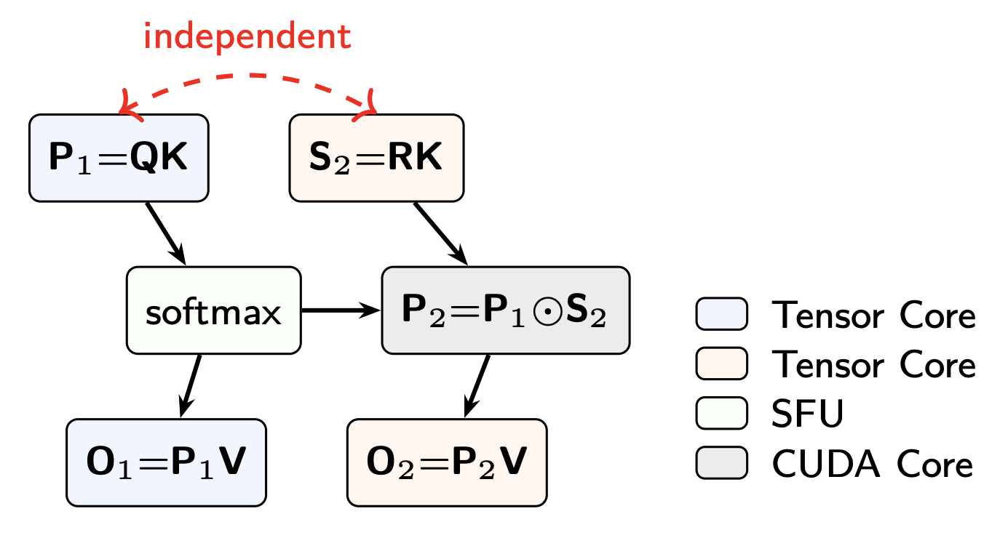 independent
P₁=QK
S₂=RK
softmax
P₂=P₁⊙S₂
O₁=P₁V
O₂=P₂V
Tensor Core
Tensor Core
SFU
CUDA Core